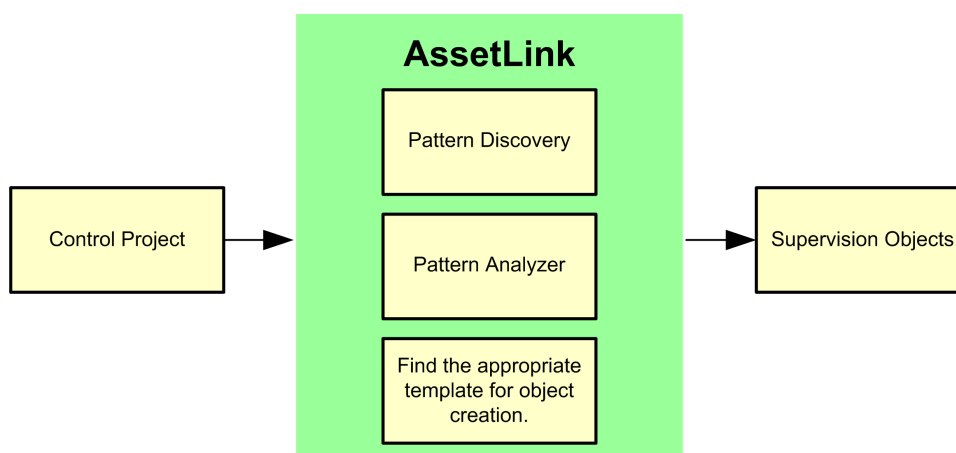 AssetLink
Pattern Discovery
Control Project
Pattern Analyzer
Supervision Objects
Find the appropriate
template for object
creation.